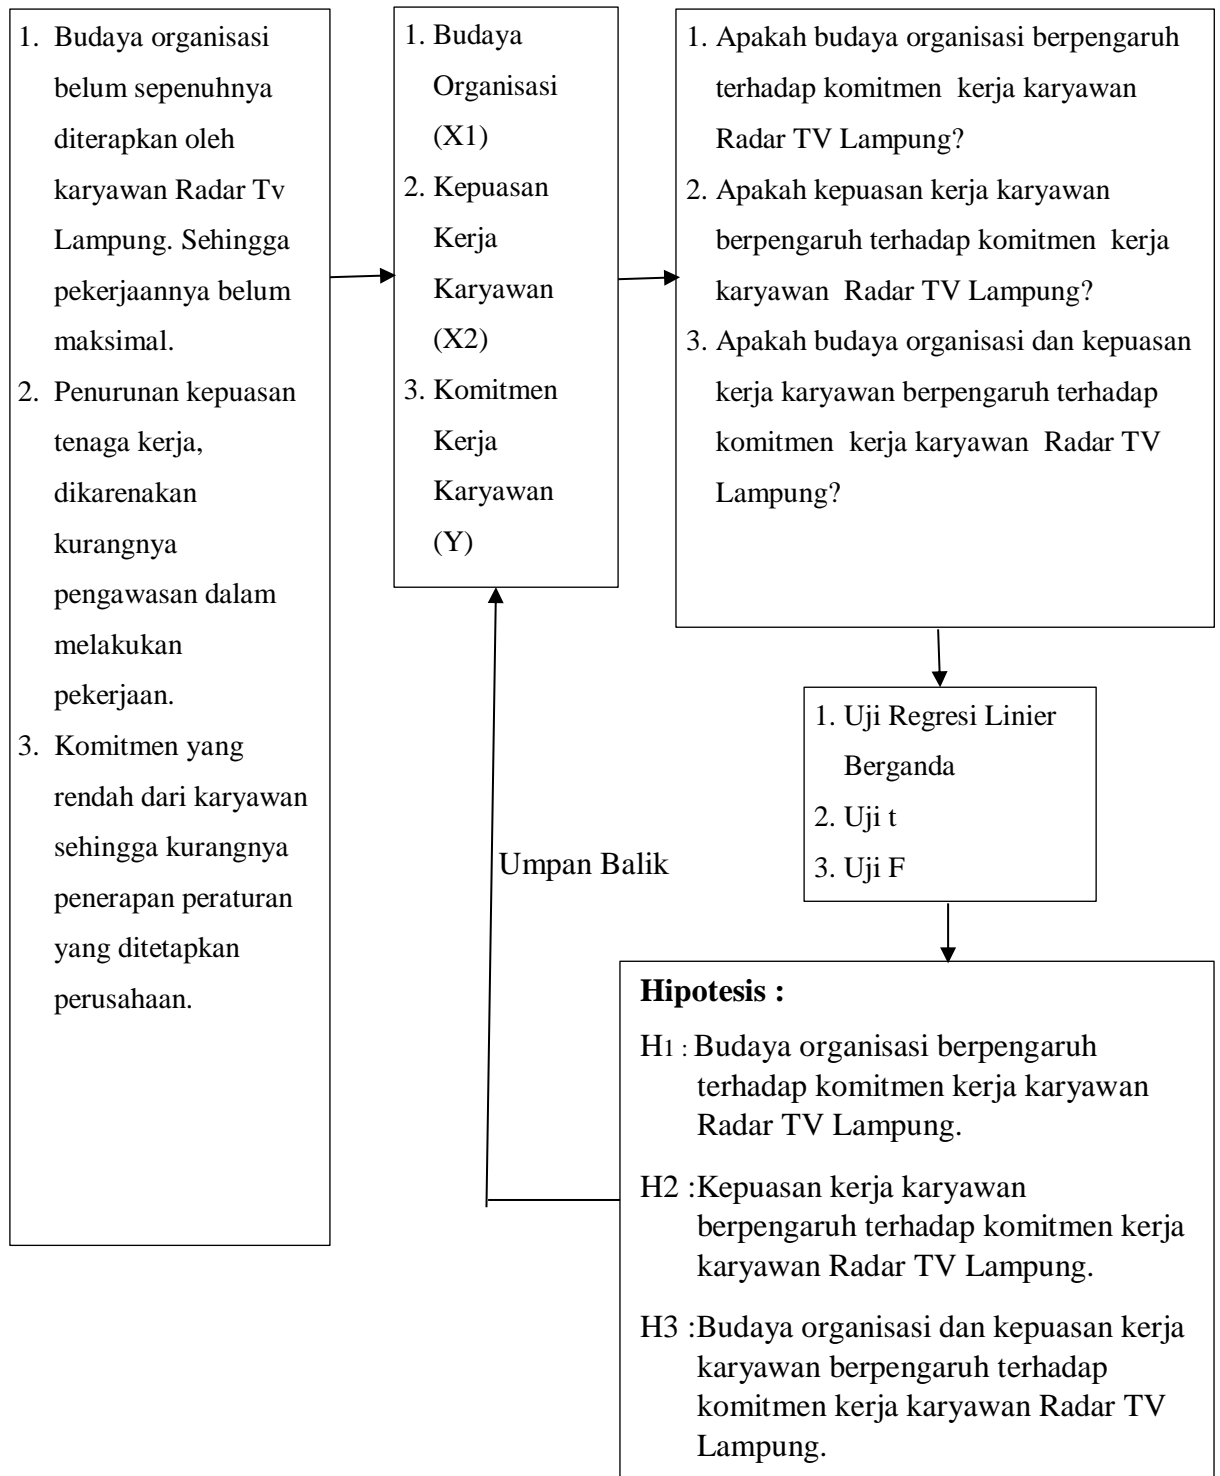 1. Budaya organisasi
belum sepenuhnya
diterapkan oleh
karyawan Radar Tv
Lampung. Sehingga
pekerjaannya belum
maksimal.
2. Penurunan kepuasan
tenaga kerja,
dikarenakan
kurangnya
pengawasan dalam
melakukan
pekerjaan.
3. Komitmen yang
rendah dari karyawan
sehingga kurangnya
penerapan peraturan
yang ditetapkan
perusahaan.
1. Budaya
Organisasi
(X1)
2. Kepuasan
Kerja
Karyawan
(X2)
3. Komitmen
Kerja
Karyawan
(Y)
1. Apakah budaya organisasi berpengaruh
terhadap komitmen kerja karyawan
Radar TV Lampung?
2. Apakah kepuasan kerja karyawan
berpengaruh terhadap komitmen kerja
karyawan Radar TV Lampung?
3. Apakah budaya organisasi dan kepuasan
kerja karyawan berpengaruh terhadap
komitmen kerja karyawan Radar TV
Lampung?
1. Uji Regresi Linier
Berganda
2. Uji t
3. Uji F
Umpan Balik
Hipotesis :
H1 : Budaya organisasi berpengaruh
terhadap komitmen kerja karyawan
Radar TV Lampung.
H2 :Kepuasan kerja karyawan
berpengaruh terhadap komitmen kerja
karyawan Radar TV Lampung.
H3 :Budaya organisasi dan kepuasan kerja
karyawan berpengaruh terhadap
komitmen kerja karyawan Radar TV
Lampung.